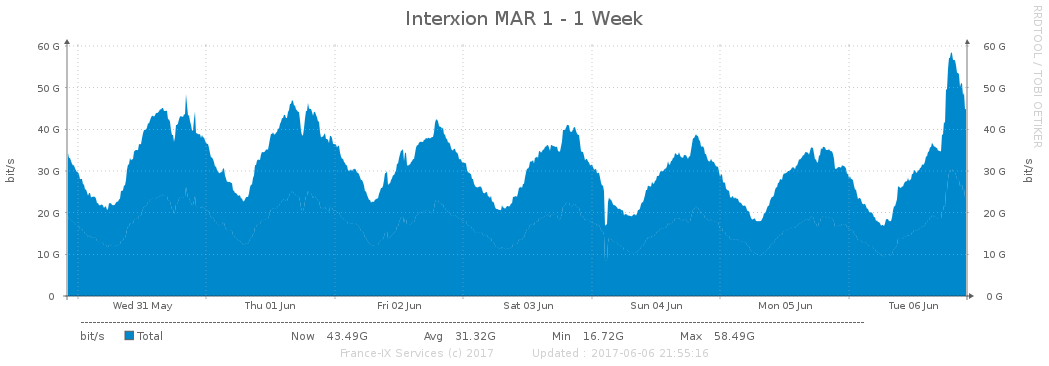 Interxion MAR 1 - 1 Week
RRDTOOL / TOBI OETIKER
60 G 60 G
50 G 50 G
40 G 40 G
30 G 30 G
20 G 20 G
10 G 10 G
0 0 G
bit/s
bit/s
Wed 31 May Thu 01 Jun Fri 02 Jun Sat 03 Jun Sun 04 Jun Mon 05 Jun Tue 06 Jun
bit/s Total Now 43.49G Avg 31.32G Min 16.72G Max 58.49G
France-IX Services (c) 2017 Updated : 2017-06-06 21:55:16